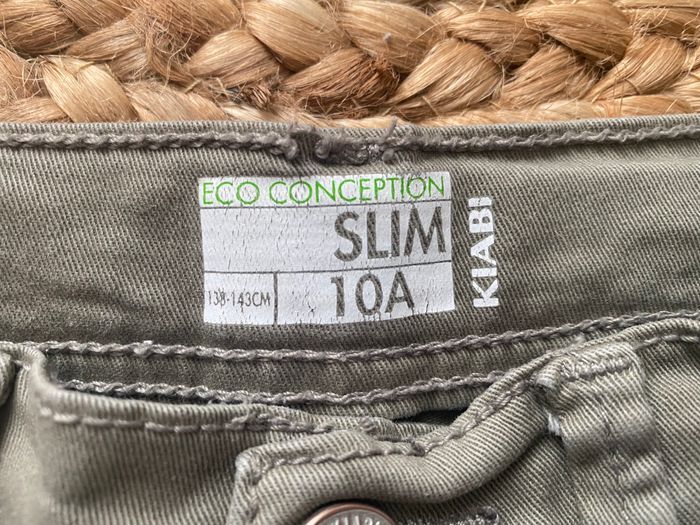 ECO CONCEPTION
SLIM
138-143CM
10A
KIABI